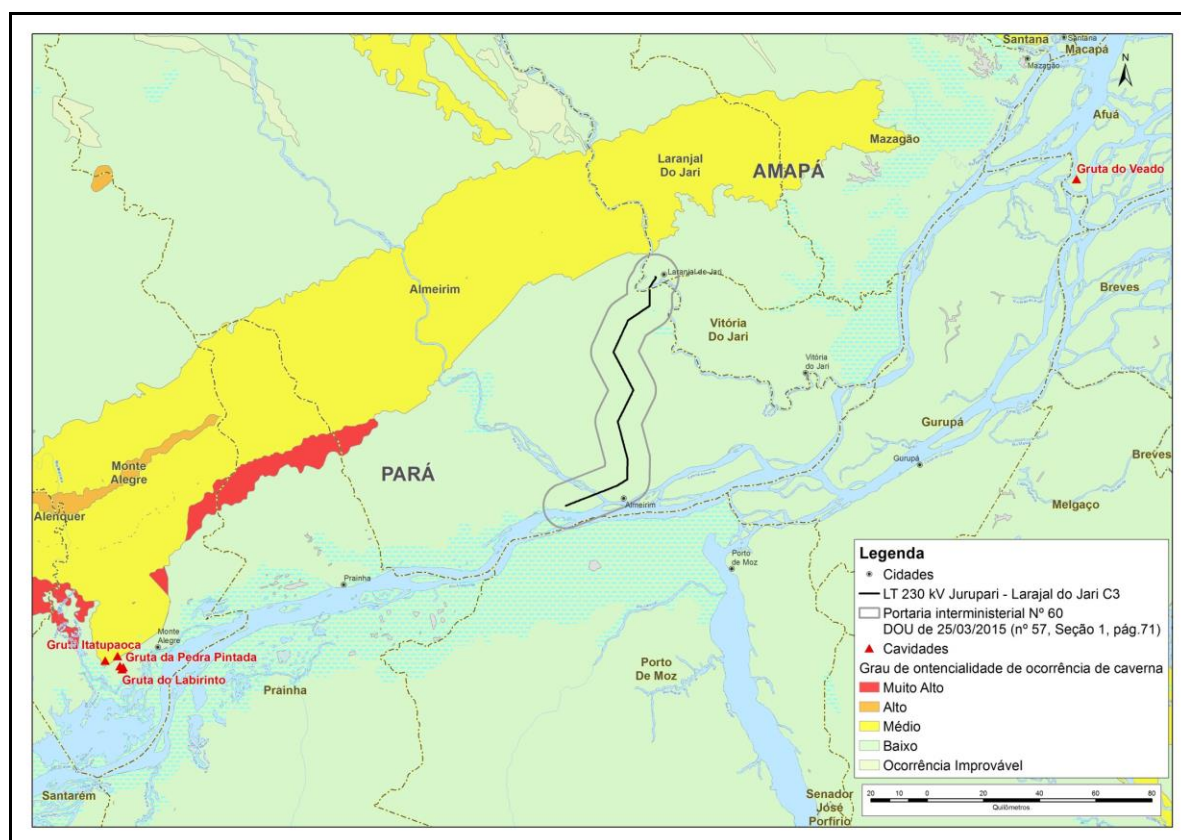 Santana
Santana
Macapá
Mazagão
N
Afuá
Mazagão
Laranjal
Do Jari
AMAPÁ
Gruta do Veado
Laranjal do Jari
Almeirim
Breves
Vitória
Do Jari
Vitória
do Jari
Gurupá
Gurupá
Monte
Alegre
PARÁ
Breves
Alenquer
Almeirim
Melgaço
Porto
de Moz
Prainha
Monte
Alegre
Gruta Itatupaoca
Gruta da Pedra Pintada
Gruta do Labirinto
Prainha
Porto
De Moz
Santarém
Senador
José
Porfírio
Legenda
Cidades
LT 230 kV Jurupari - Larajal do Jari C3
Portaria interministerial Nº 60
DOU de 25/03/2015 (nº 57, Seção 1, pág.71)
Cavidades
Grau de ontencialidade de ocorrência de caverna
Muito Alto
Alto
Médio
Baixo
Ocorrência Improvável
20 10 0 20 40 60 80
Quilômetros